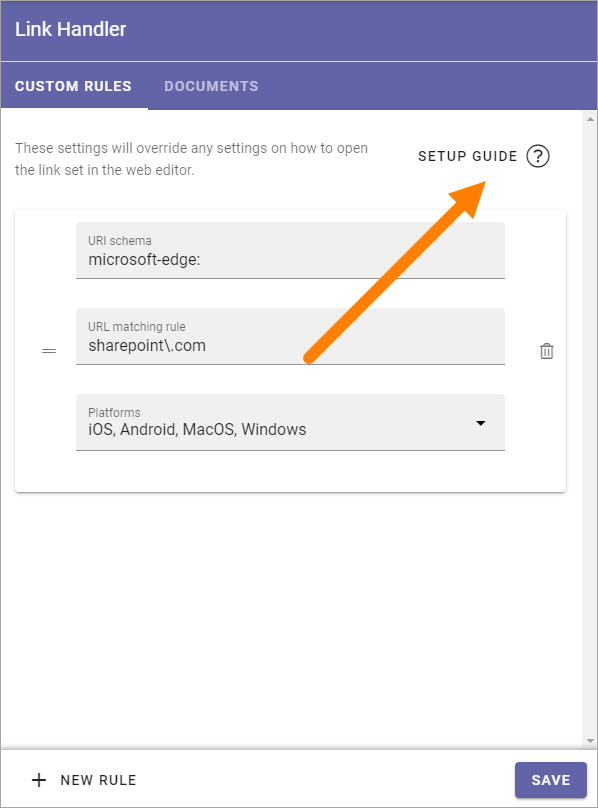 Link Handler
CUSTOM RULES
DOCUMENTS
These settings will override any settings on how to open
the link set in the web editor.
SETUP GUIDE ?
URI schema
microsoft-edge:
URL matching rule
sharepoint\.com
Platforms
iOS, Android, MacOS, Windows
+ NEW RULE
SAVE